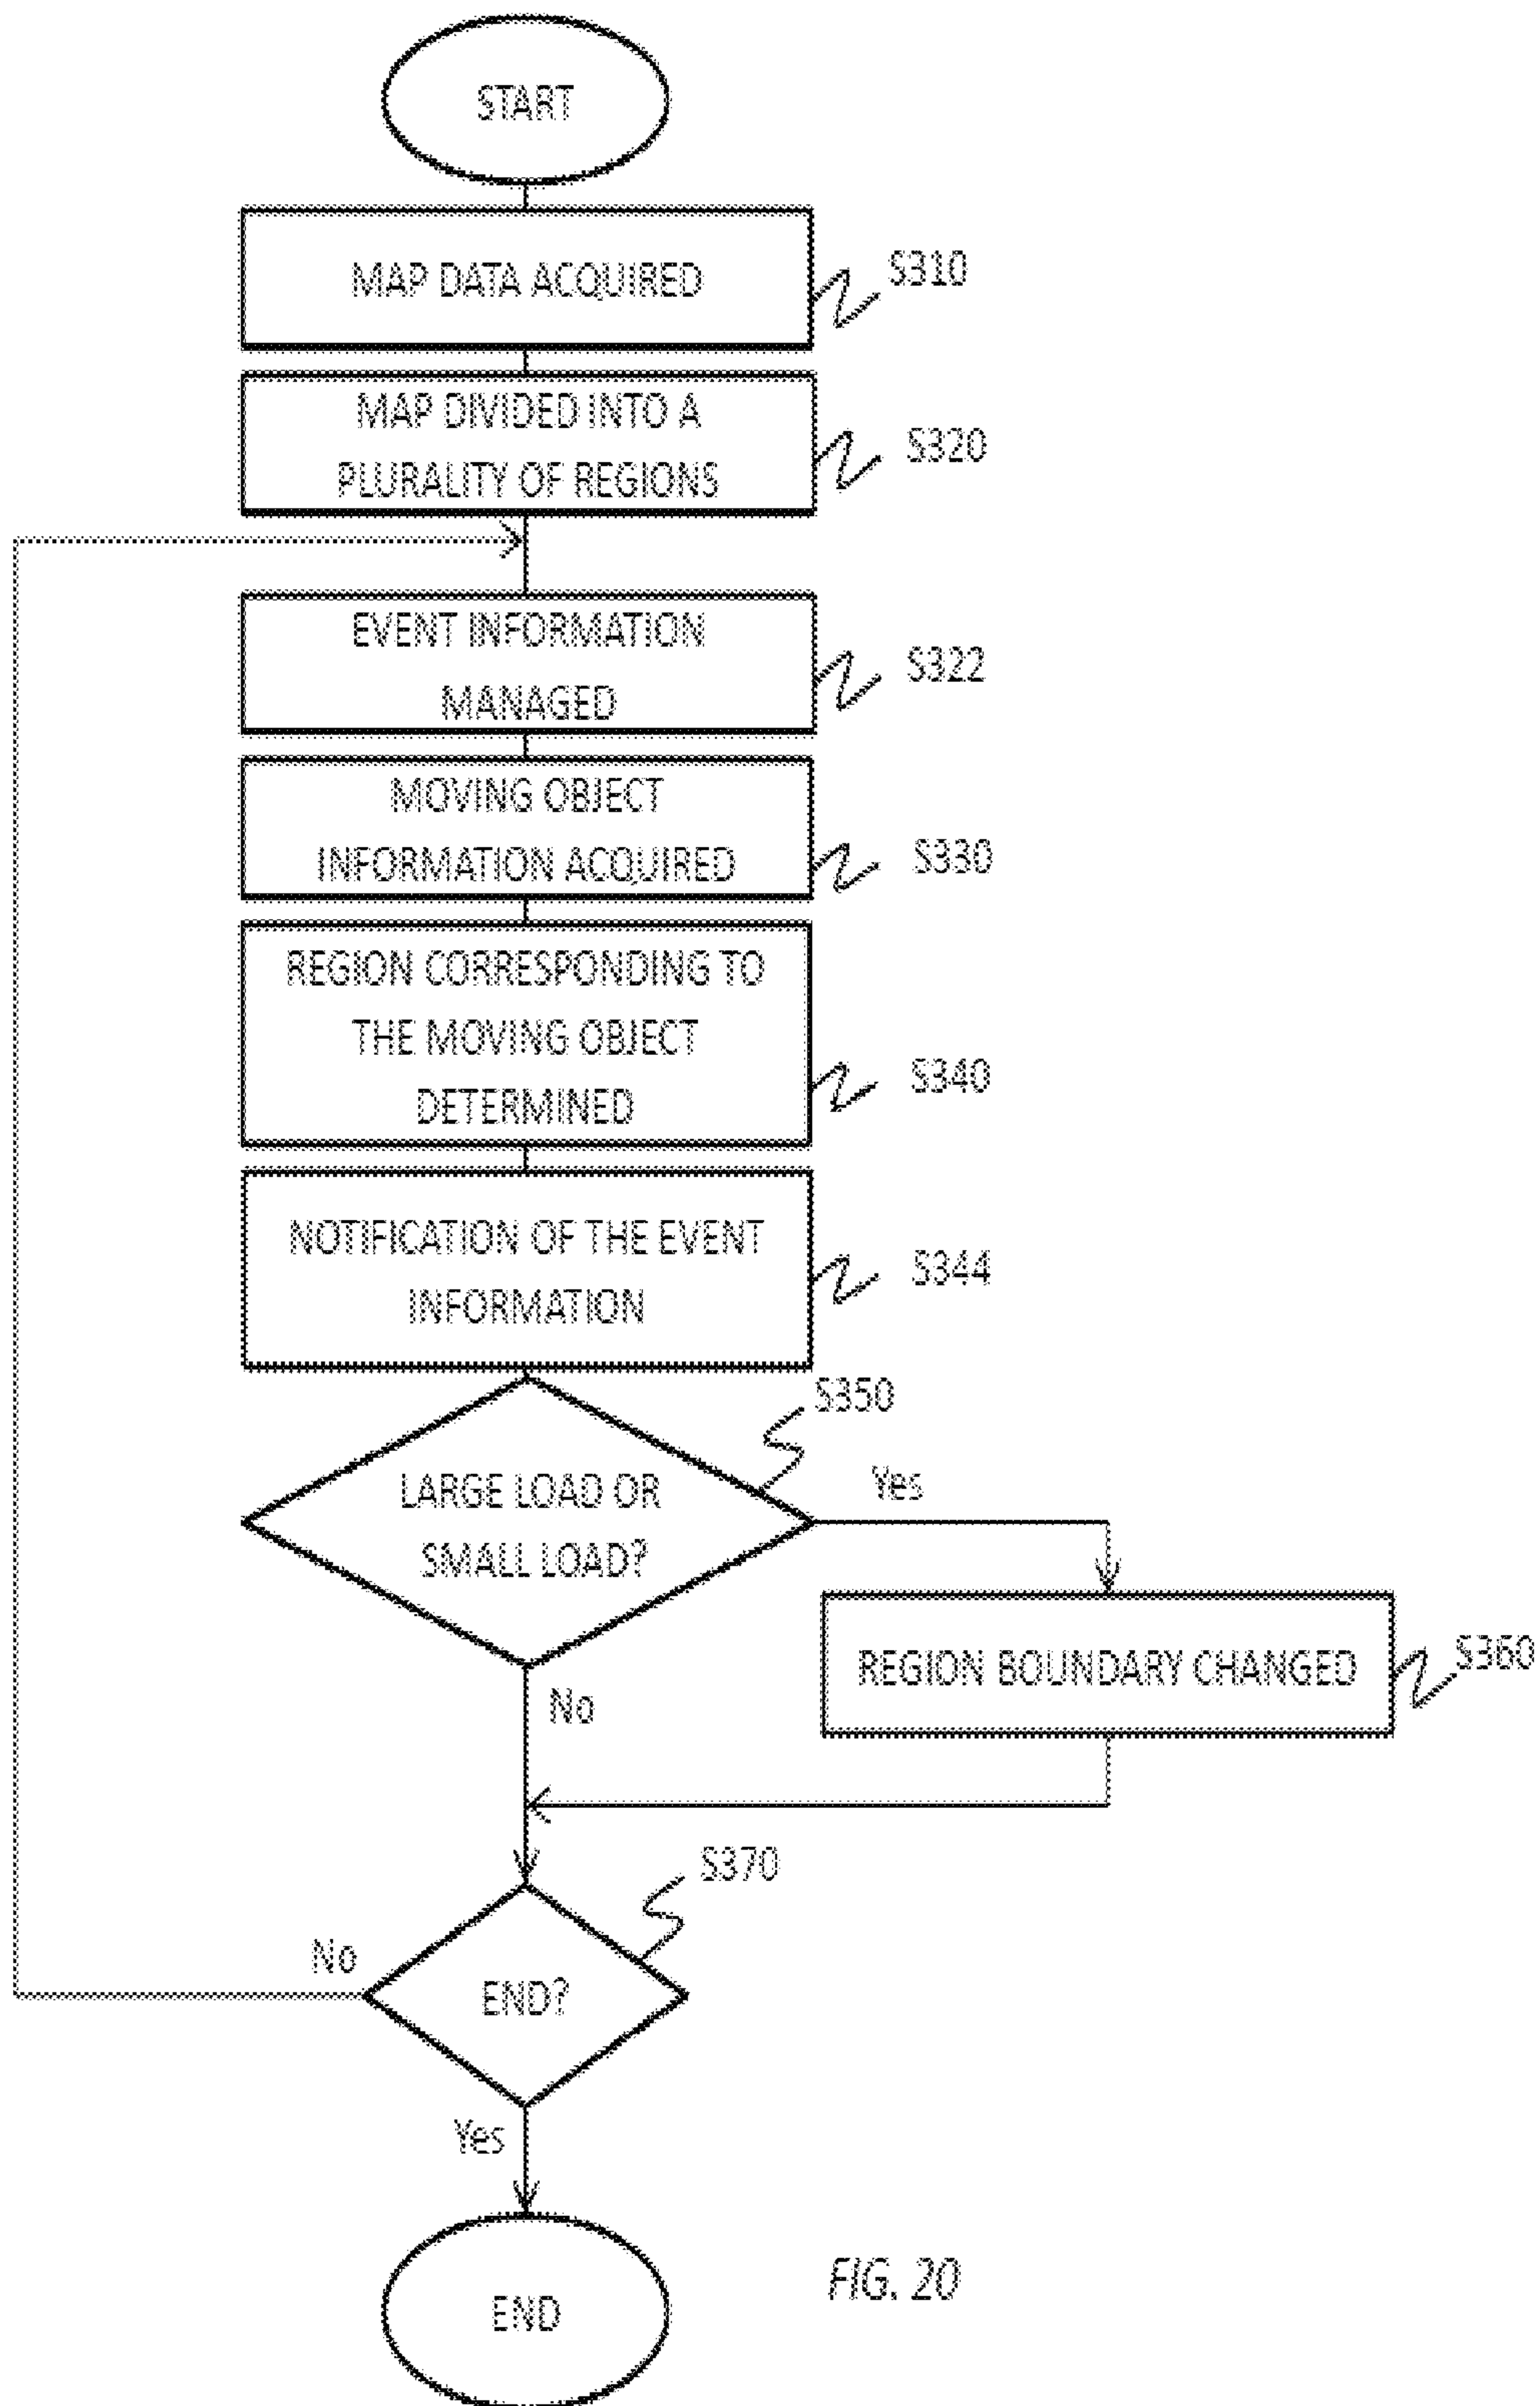 START
MAP DATA ACQUIRED
S310
MAP DIVIDED INTO A
PLURALITY OF REGIONS
S320
EVENT INFORMATION
MANAGED
S322
MOVING OBJECT
INFORMATION ACQUIRED
S330
REGION CORRESPONDING TO
THE MOVING OBJECT
DETERMINED
S340
NOTIFICATION OF THE EVENT
INFORMATION
S344
S350
LARGE LOAD OR
SMALL LOAD?
Yes
REGION BOUNDARY CHANGED
S360
No
S370
No
END?
Yes
END
FIG. 20